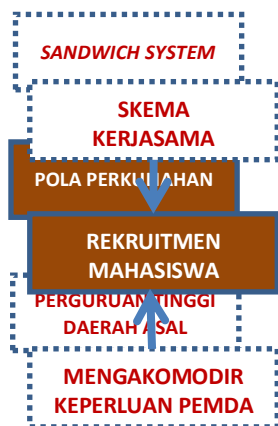 SANDWICH SYSTEM
SKEMA
KERJASAMA
POLA PERKULIAHAN
REKRUITMEN
MAHASISWA
PERGURUAN TINGGI
DAERAH ASAL
MENGAKOMODIR
KEPERLUAN PEMDA